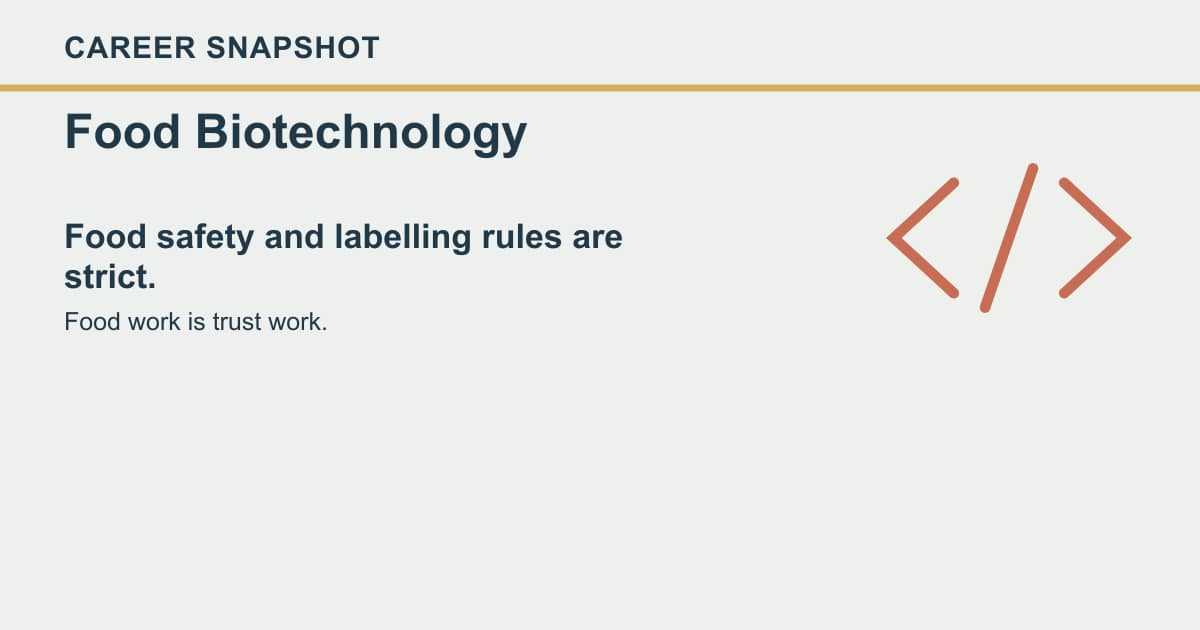 CAREER SNAPSHOT
Food Biotechnology
Food safety and labelling rules are
strict.
Food work is trust work.